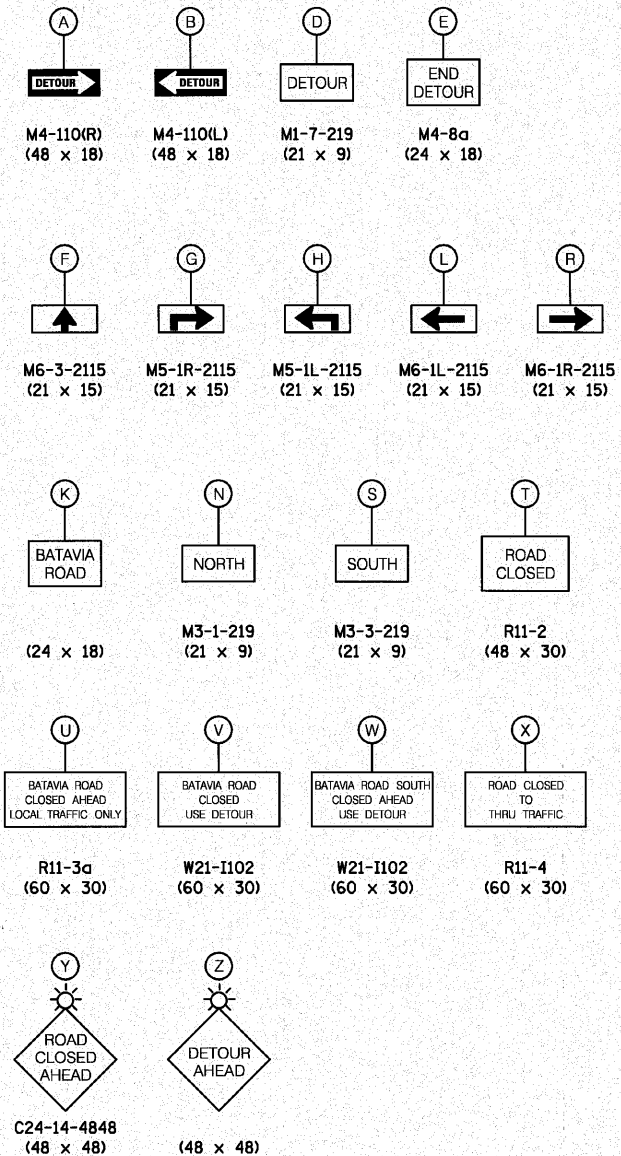 A B D E
DETOUR DETOUR DETOUR END
DETOUR
M4-110(R) M4-110(L) M1-7-219 M4-8a
(48 x 18) (48 x 18) (21 x 9) (24 x 18)
F G H L R
M6-3-2115 M5-1R-2115 M5-1L-2115 M6-1L-2115 M6-1R-2115
(21 x 15) (21 x 15) (21 x 15) (21 x 15) (21 x 15)
K N S T
BATAVIA
ROAD
NORTH
SOUTH
ROAD
CLOSED
M3-1-219 M3-3-219 R11-2
(24 x 18) (21 x 9) (21 x 9) (48 x 30)
U V W X
BATAVIA ROAD
CLOSED AHEAD
LOCAL TRAFFIC ONLY
BATAVIA ROAD
CLOSED
USE DETOUR
BATAVIA ROAD SOUTH
CLOSED AHEAD
USE DETOUR
ROAD CLOSED
TO
THRU TRAFFIC
R11-3a W21-I102 W21-I102 R11-4
(60 x 30) (60 x 30) (60 x 30) (60 x 30)
Y Z
ROAD
CLOSED
AHEAD
DETOUR
AHEAD
C24-14-4848
(48 x 48) (48 x 48)